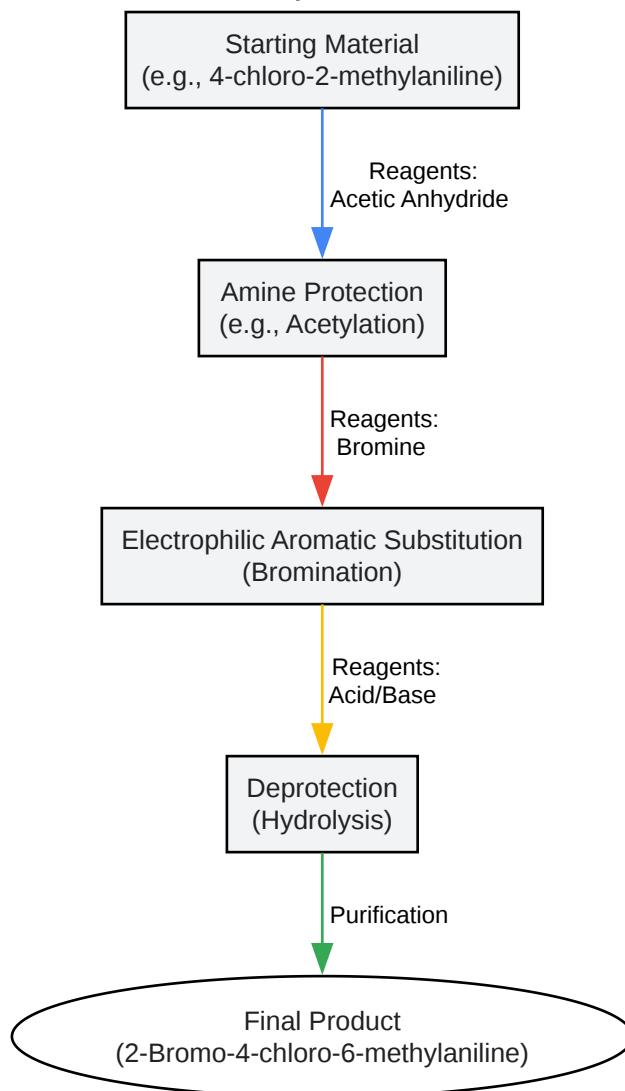 Starting Material
(e.g., 4-chloro-2-methylaniline)
Reagents:
Acetic Anhydride
Amine Protection
(e.g., Acetylation)
Reagents:
Bromine
Electrophilic Aromatic Substitution
(Bromination)
Reagents:
Acid/Base
Deprotection
(Hydrolysis)
Purification
Final Product
(2-Bromo-4-chloro-6-methylaniline)